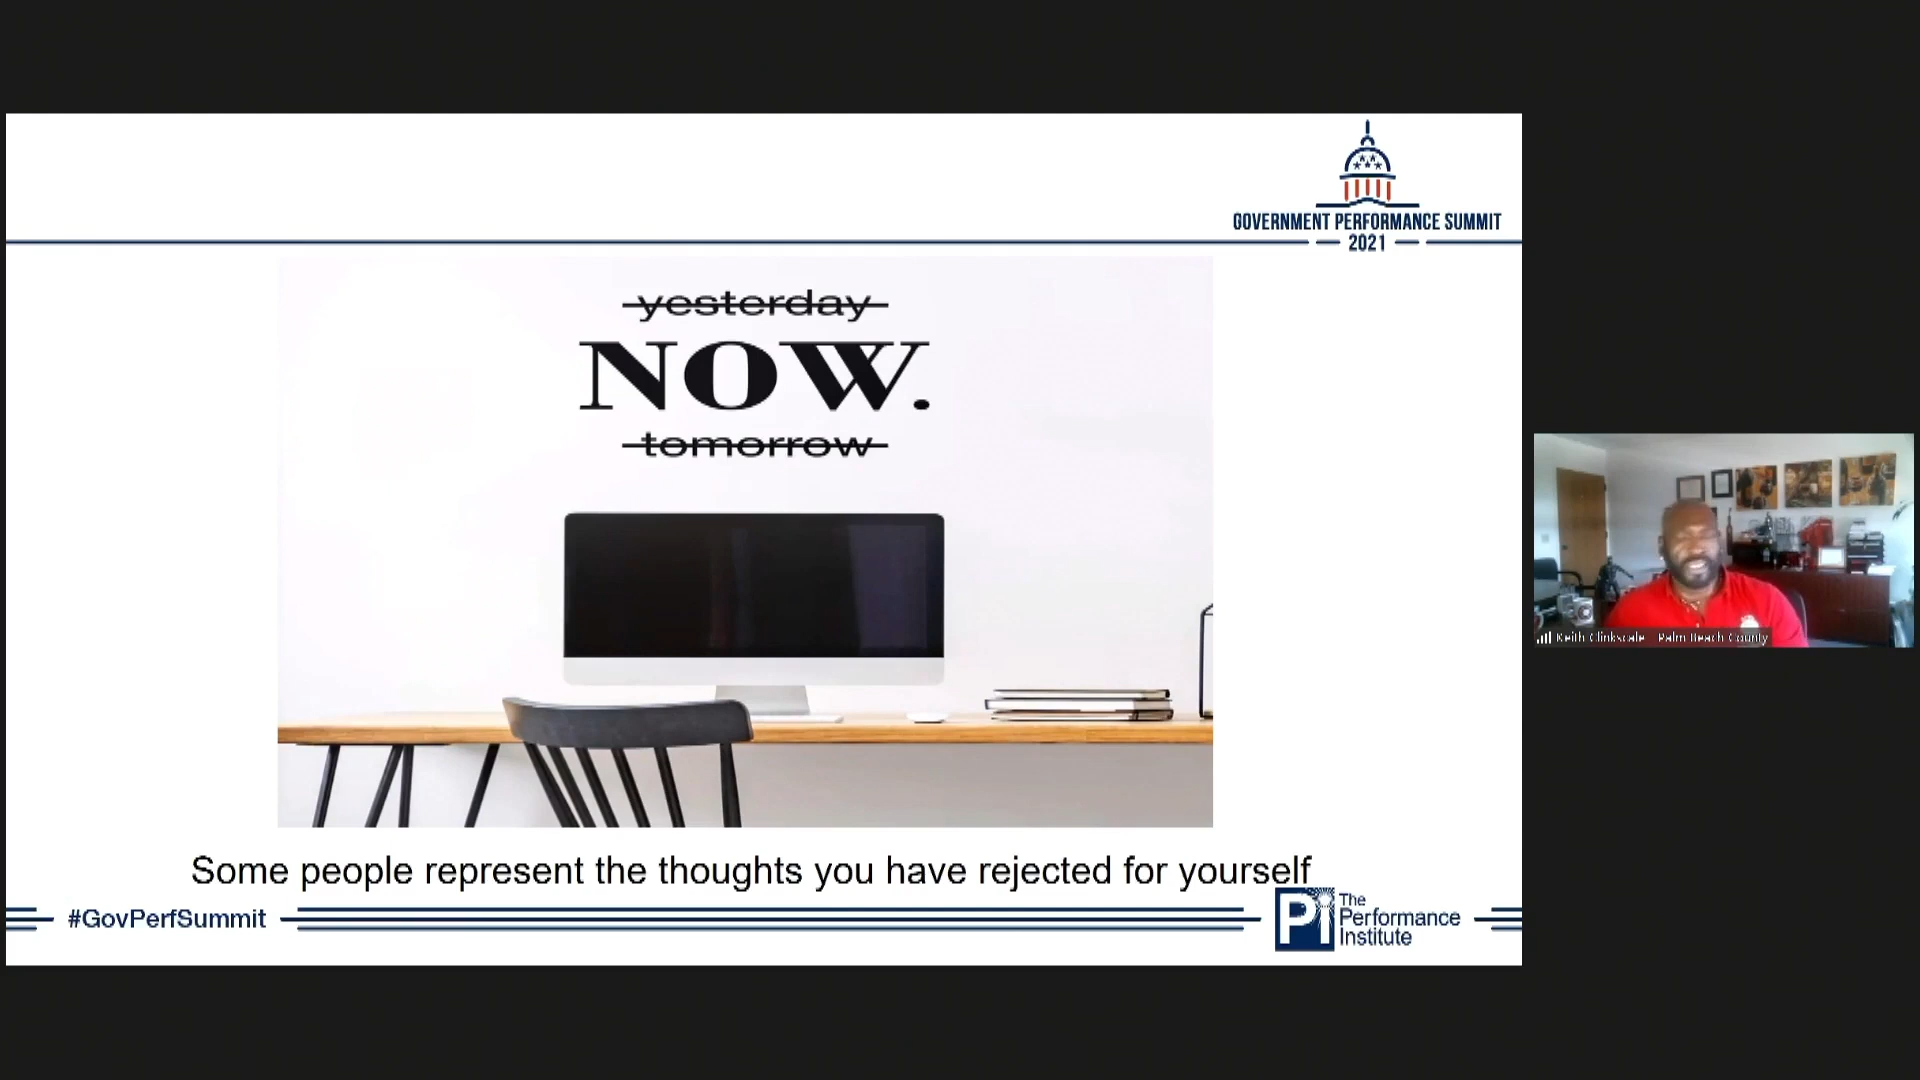 GOVERNMENT PERFORMANCE SUMMIT
2021
yesterday
NOW.
tomorrow
Some people represent the thoughts you have rejected for yourself
#GovPerfSummit
PI
The
Performance
Institute
Keith Clinkscale - Palm Beach County